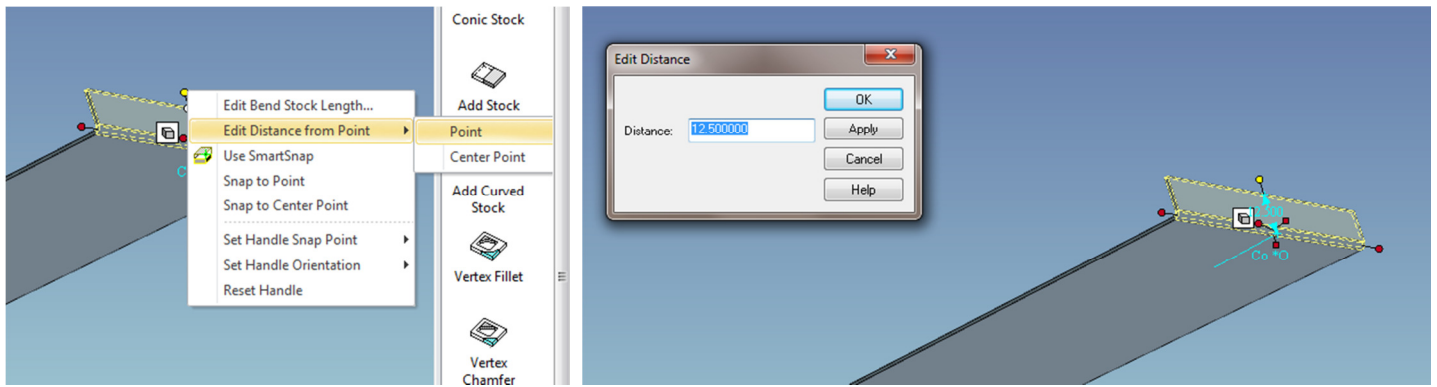 Conic Stock
Add Stock
Edit Bend Stock Length...
Edit Distance from Point
Point
Use SmartSnap
Center Point
Snap to Point
Snap to Center Point
Add Curved
Stock
Set Handle Snap Point
Set Handle Orientation
Reset Handle
Vertex Fillet
Vertex
Chamfer
Edit Distance
Distance:
12.500000
OK
Apply
Cancel
Help
Co *O